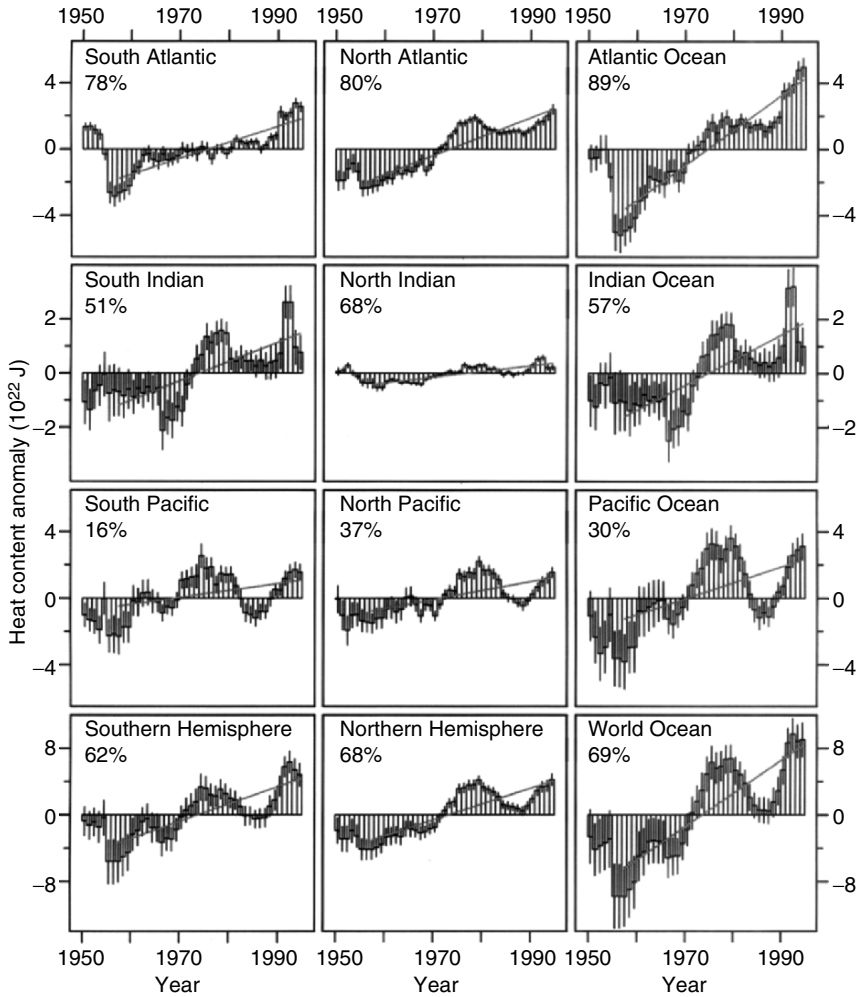 1950 1970 1990 1950 1970 1990 1950 1970 1990
South Atlantic
78%
North Atlantic
80%
Atlantic Ocean
89%
4
0
−4
4
0
−4
South Indian
51%
North Indian
68%
Indian Ocean
57%
2
0
−2
2
0
−2
Heat content anomaly (10²² J)
South Pacific
16%
North Pacific
37%
Pacific Ocean
30%
4
0
−4
4
0
−4
Southern Hemisphere
62%
Northern Hemisphere
68%
World Ocean
69%
8
0
−8
8
0
−8
1950 1970 1990 1950 1970 1990 1950 1970 1990
Year Year Year